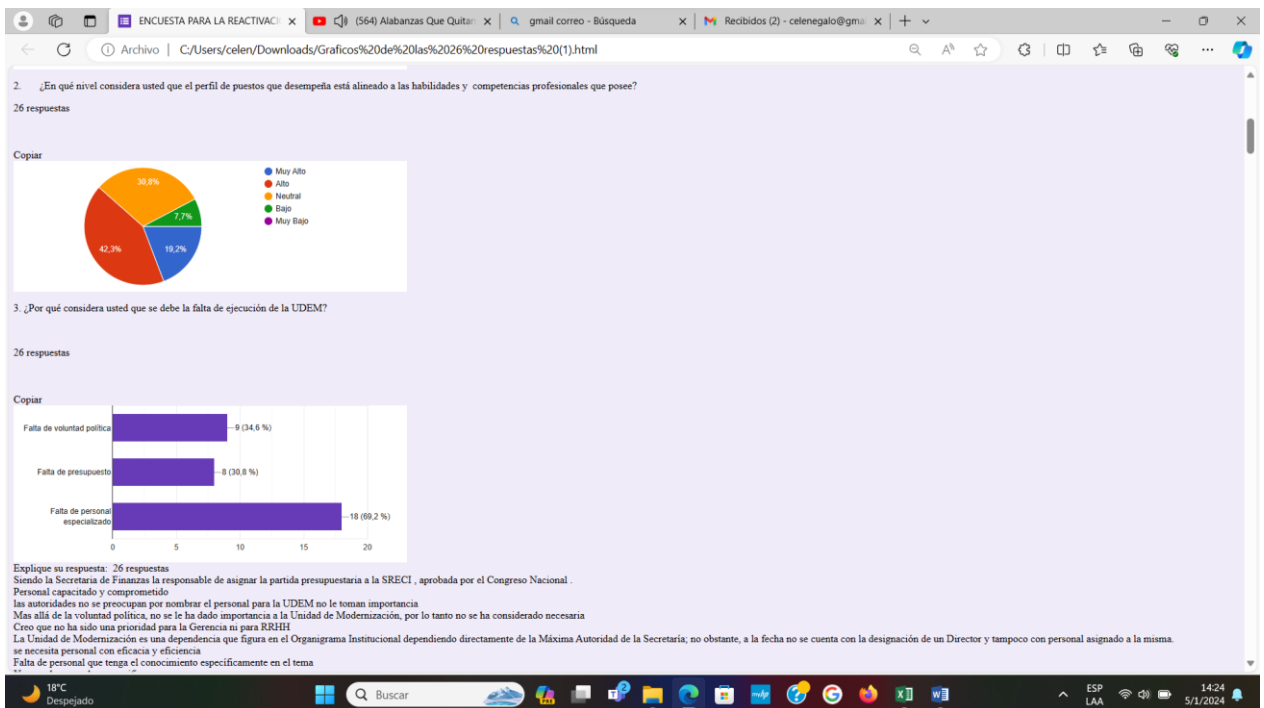 ENCUESTA PARA LA REACTIVACI
(564) Alabanzas Que Quitan
gmail correo - Búsqueda
Recibidos (2) - celenegalo@gmai
Archivo
C:/Users/celen/Downloads/Graficos%20de%20las%2026%20respuestas%20(1).html
2. ¿En qué nivel considera usted que el perfil de puestos que desempeña está alineado a las habilidades y competencias profesionales que posee?
26 respuestas
Copiar
30,8%
7,7%
42,3%
19,2%
Muy Alto
Alto
Neutral
Bajo
Muy Bajo
3. ¿Por qué considera usted que se debe la falta de ejecución de la UDEM?
26 respuestas
Copiar
Falta de voluntad política
9 (34,6 %)
Falta de presupuesto
8 (30,8 %)
Falta de personal
especializado
18 (69,2 %)
0 5 10 15 20
Explique su respuesta: 26 respuestas
Siendo la Secretaria de Finanzas la responsable de asignar la partida presupuestaria a la SRECI , aprobada por el Congreso Nacional .
Personal capacitado y comprometido
las autoridades no se preocupan por nombrar el personal para la UDEM no le toman importancia
Mas allá de la voluntad política, no se le ha dado importancia a la Unidad de Modernización, por lo tanto no se ha considerado necesaria
Creo que no ha sido una prioridad para la Gerencia ni para RRHH
La Unidad de Modernización es una dependencia que figura en el Organigrama Institucional dependiendo directamente de la Máxima Autoridad de la Secretaría; no obstante, a la fecha no se cuenta con la designación de un Director y tampoco con personal asignado a la misma.
se necesita personal con eficacia y eficiencia
Falta de personal que tenga el conocimiento específicamente en el tema
18°C
Despejado
Buscar
ESP
LAA
14:24
5/1/2024